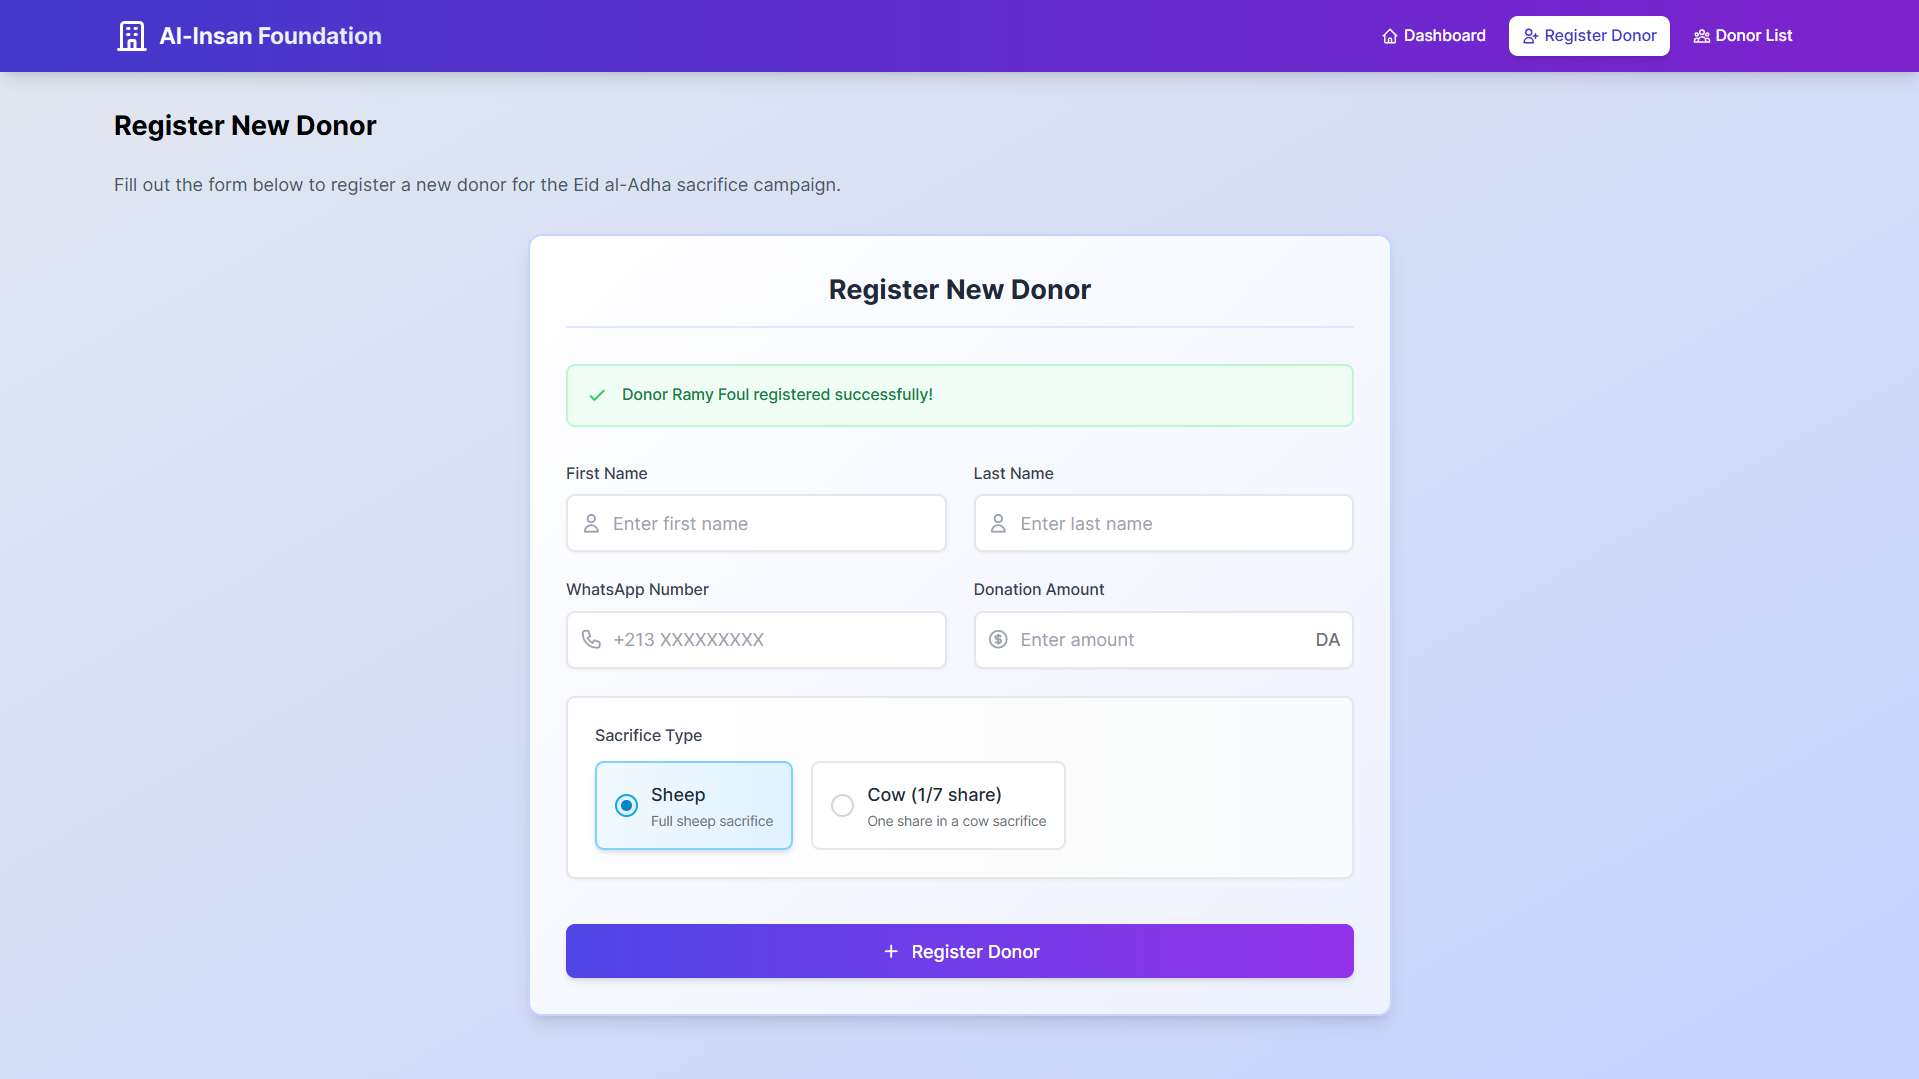 Al-Insan Foundation
Dashboard
Register Donor
Donor List
Register New Donor
Fill out the form below to register a new donor for the Eid al-Adha sacrifice campaign.
Register New Donor
Donor Ramy Foul registered successfully!
First Name
Last Name
Enter first name
Enter last name
WhatsApp Number
Donation Amount
+213 XXXXXXXXX
Enter amount
DA
Sacrifice Type
Sheep
Full sheep sacrifice
Cow (1/7 share)
One share in a cow sacrifice
+ Register Donor